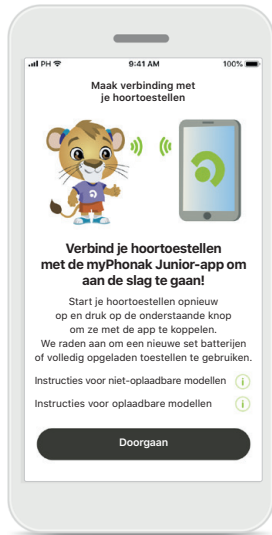 PH 9:41 AM 100%
Maak verbinding met
je hoortoestellen
Verbind je hoortoestellen
met de myPhonak Junior-app om
aan de slag te gaan!
Start je hoortoestellen opnieuw
op en druk op de onderstaande knop
om ze met de app te koppelen.
We raden aan om een nieuwe set batterijen
of volledig opgeladen toestellen te gebruiken.
Instructies voor niet-oplaadbare modellen i
Instructies voor oplaadbare modellen i
Doorgaan